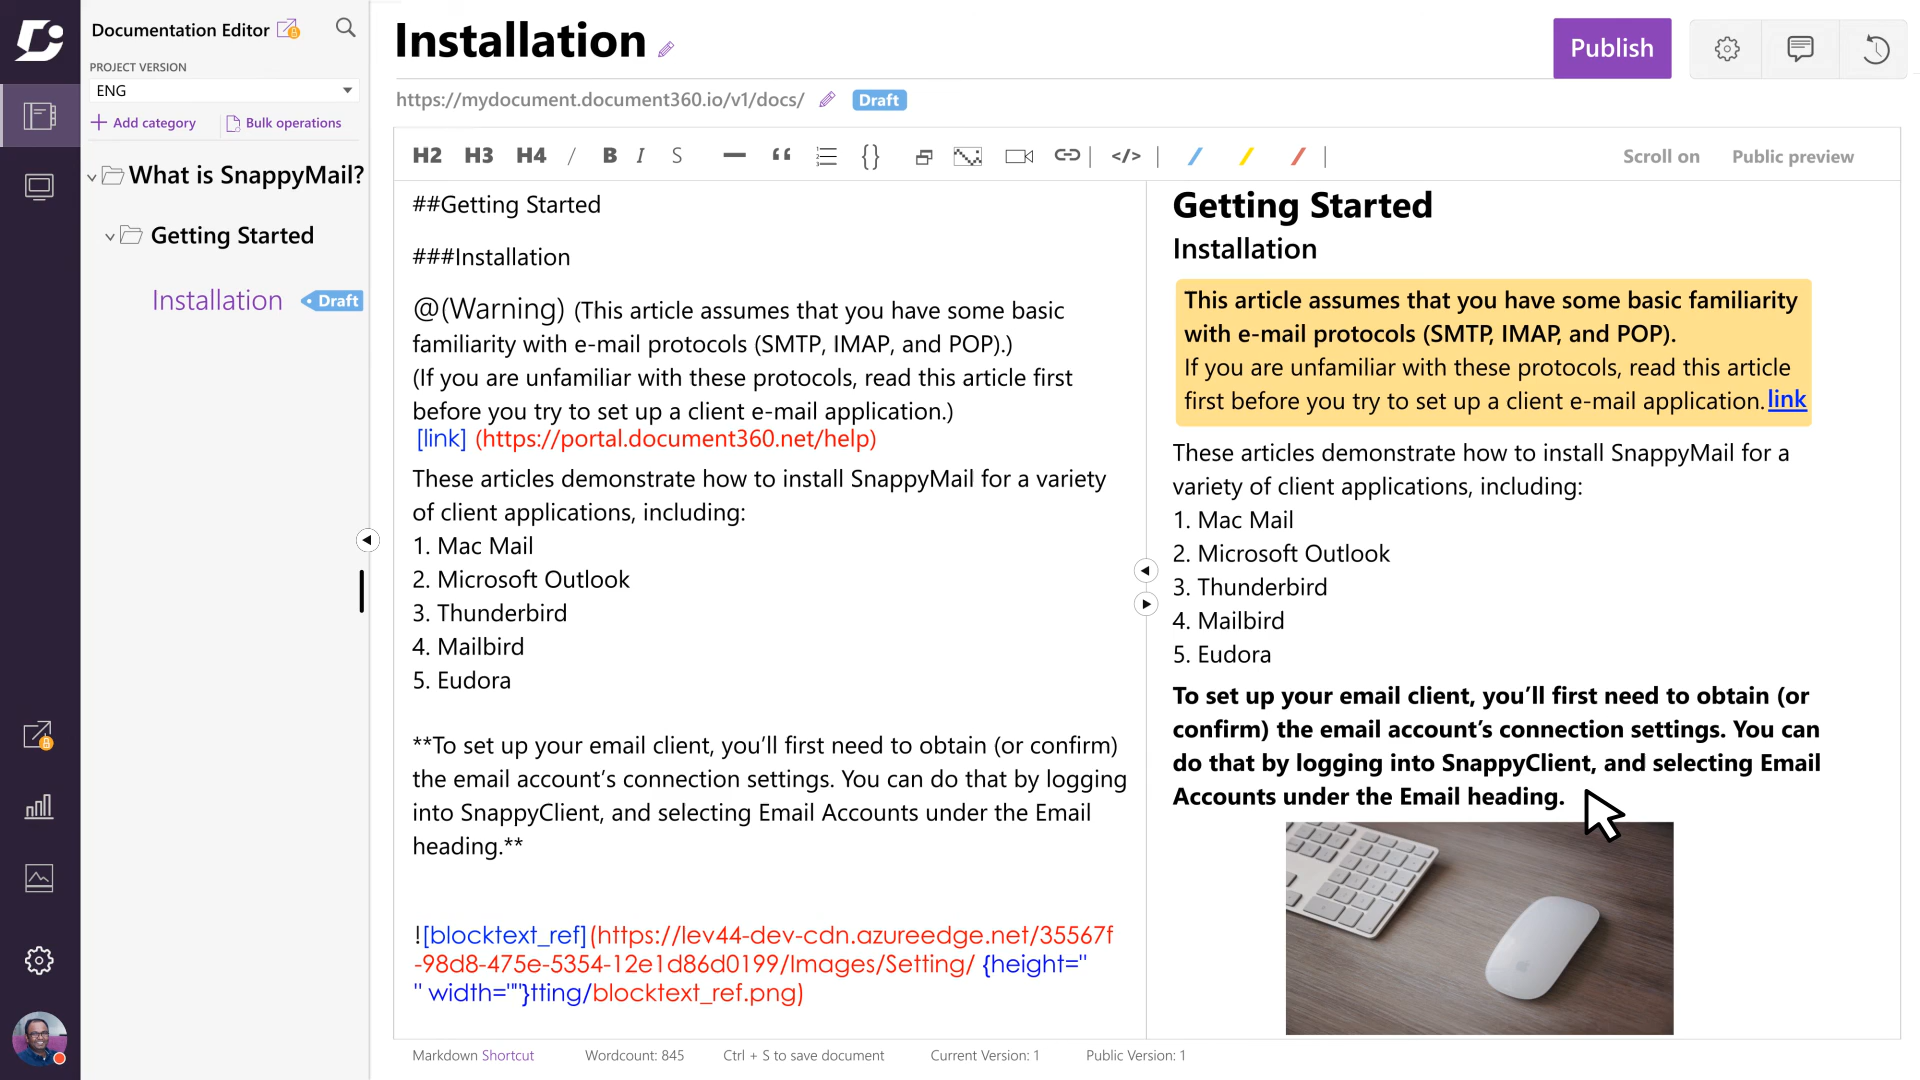 Documentation Editor
PROJECT VERSION
ENG
Add category
Bulk operations
What is SnappyMail?
Getting Started
Installation
Draft
Installation
Publish
https://mydocument.document360.io/v1/docs/
Draft
H2 H3 H4 / B I S “ {} </>
Scroll on
Public preview
##Getting Started
###Installation
@(Warning) (This article assumes that you have some basic
familiarity with e-mail protocols (SMTP, IMAP, and POP).)
(If you are unfamiliar with these protocols, read this article first
before you try to set up a client e-mail application.)
[link] (https://portal.document360.net/help)
These articles demonstrate how to install SnappyMail for a variety
of client applications, including:
1. Mac Mail
2. Microsoft Outlook
3. Thunderbird
4. Mailbird
5. Eudora
**To set up your email client, you’ll first need to obtain (or confirm)
the email account’s connection settings. You can do that by logging
into SnappyClient, and selecting Email Accounts under the Email
heading.**
![blocktext_ref](https://lev44-dev-cdn.azureedge.net/35567f
-98d8-475e-5354-12e1d86d0199/Images/Setting/ {height="
" width=""}tting/blocktext_ref.png)
Getting Started
Installation
This article assumes that you have some basic familiarity
with e-mail protocols (SMTP, IMAP, and POP).
If you are unfamiliar with these protocols, read this article
first before you try to set up a client e-mail application. link
These articles demonstrate how to install SnappyMail for a
variety of client applications, including:
1. Mac Mail
2. Microsoft Outlook
3. Thunderbird
4. Mailbird
5. Eudora
To set up your email client, you’ll first need to obtain (or
confirm) the email account’s connection settings. You can
do that by logging into SnappyClient, and selecting Email
Accounts under the Email heading.
Markdown Shortcut
Wordcount: 845
Ctrl + S to save document
Current Version: 1
Public Version: 1